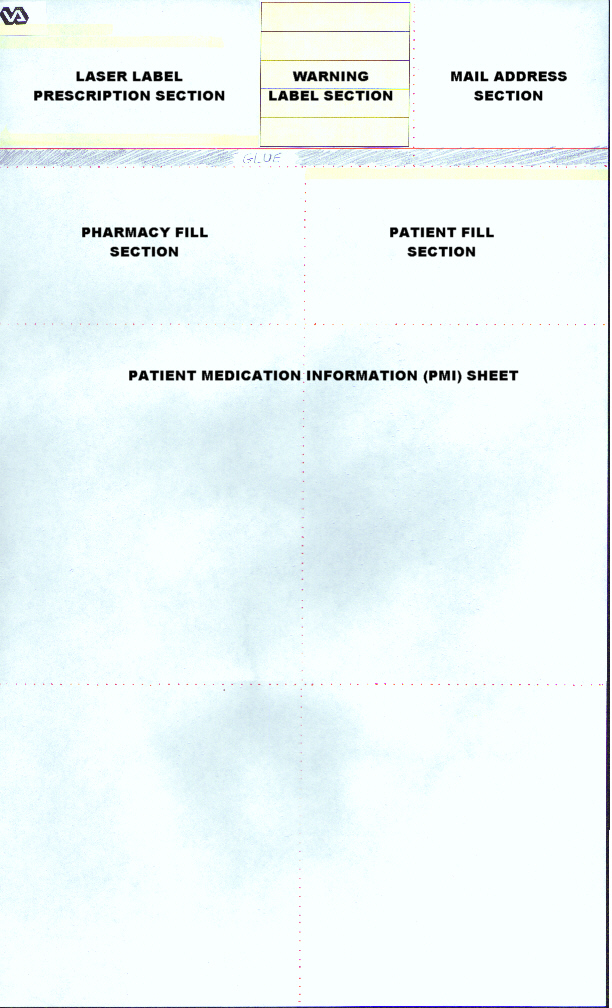 VA
LASER LABEL
PRESCRIPTION SECTION
WARNING
LABEL SECTION
MAIL ADDRESS
SECTION
GLUE
PHARMACY FILL
SECTION
PATIENT FILL
SECTION
PATIENT MEDICATION INFORMATION (PMI) SHEET